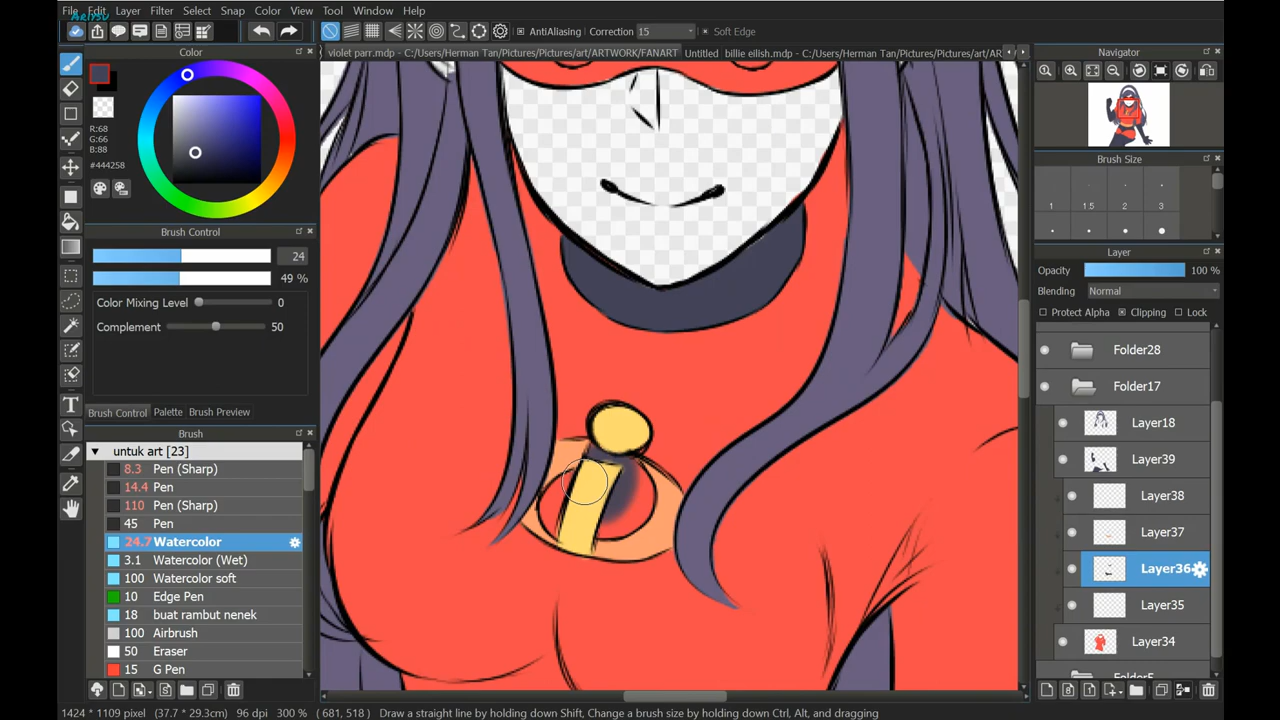 File Edit Layer Filter Select Snap Color View Tool Window Help
ARIYSU
AntiAliasing Correction 15 Soft Edge
Color
violet parr.mdp - C:/Users/Herman Tan/Pictures/Pictures/art/ARTWORK/FANART
Untitled
billie eilish.mdp - C:/Users/Herman Tan/Pictures/Pictures/art/AR
Navigator
R:68
G:66
B:88
#444258
Brush Size
1 1.5 2 3
Brush Control
24
49 %
Color Mixing Level 0
Complement 50
Layer
Opacity 100 %
Blending Normal
Protect Alpha Clipping Lock
Folder28
Folder17
Layer18
Layer39
Layer38
Layer37
Layer36
Layer35
Layer34
Folder5
Brush Control Palette Brush Preview
Brush
untuk art [23]
8.3 Pen (Sharp)
14.4 Pen
110 Pen (Sharp)
45 Pen
24.7 Watercolor
3.1 Watercolor (Wet)
100 Watercolor soft
10 Edge Pen
18 buat rambut nenek
100 Airbrush
50 Eraser
15 G Pen
1424 * 1109 pixel (37.7 * 29.3cm) 96 dpi 300 % ( 681, 518 ) Draw a straight line by holding down Shift, Change a brush size by holding down Ctrl, Alt, and dragging